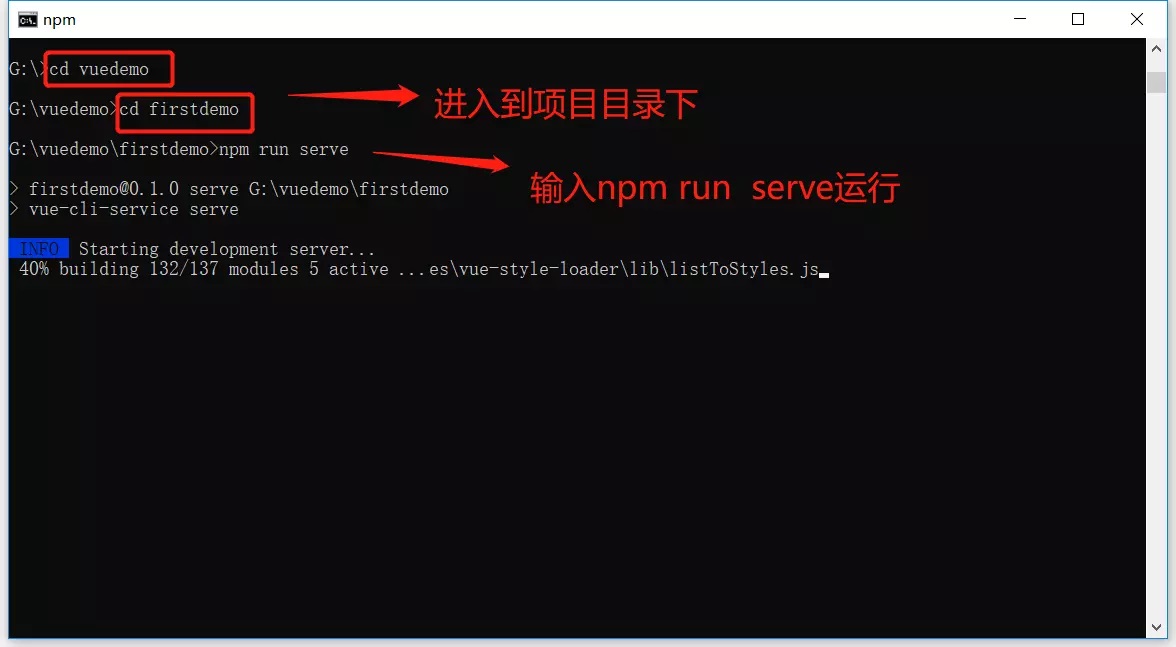 npm
G:\>cd vuedemo
G:\vuedemo>cd firstdemo
进入到项目目录下
G:\vuedemo\firstdemo>npm run serve
输入npm run serve运行
> firstdemo@0.1.0 serve G:\vuedemo\firstdemo
> vue-cli-service serve
INFO Starting development server...
40% building 132/137 modules 5 active ...es\vue-style-loader\lib\listToStyles.js